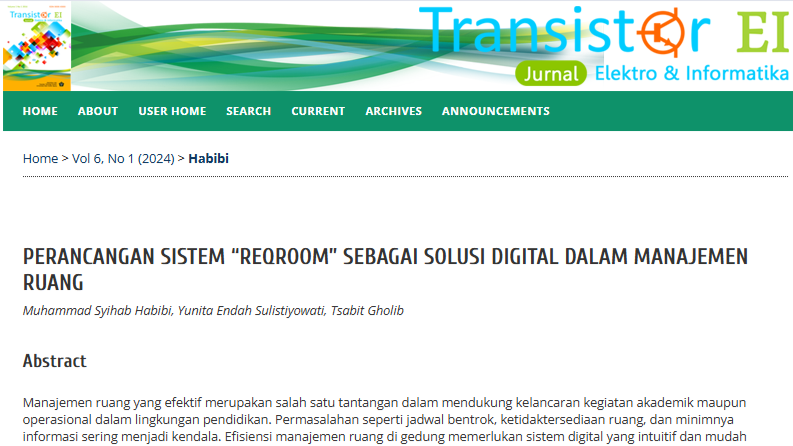 Transistor EI
Jurnal Elektro & Informatika
HOME ABOUT USER HOME SEARCH CURRENT ARCHIVES ANNOUNCEMENTS
Home > Vol 6, No 1 (2024) > Habibi
PERANCANGAN SISTEM “REQROOM” SEBAGAI SOLUSI DIGITAL DALAM MANAJEMEN
RUANG
Muhammad Syihab Habibi, Yunita Endah Sulistiyowati, Tsabit Gholib
Abstract
Manajemen ruang yang efektif merupakan salah satu tantangan dalam mendukung kelancaran kegiatan akademik maupun
operasional dalam lingkungan pendidikan. Permasalahan seperti jadwal bentrok, ketidaktersediaan ruang, dan minimnya
informasi sering menjadi kendala. Efisiensi manajemen ruang di gedung memerlukan sistem digital yang intuitif dan mudah